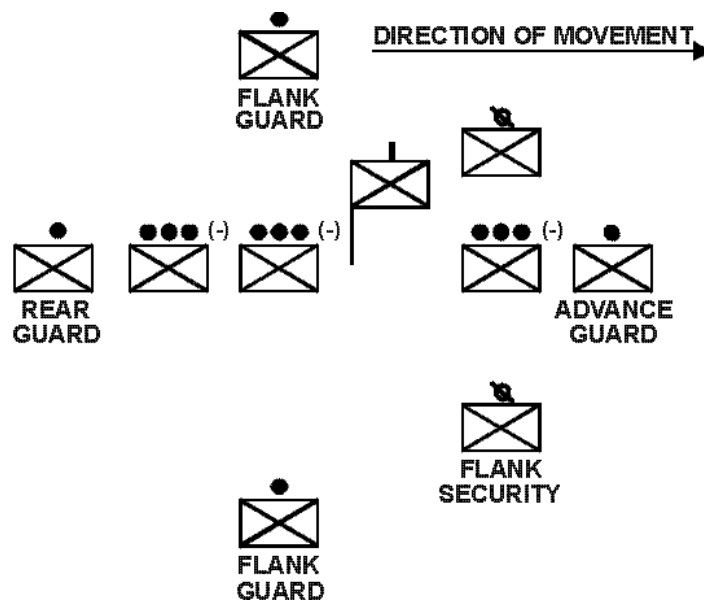 DIRECTION OF MOVEMENT
FLANK
GUARD
(-)
(-)
(-)
REAR
GUARD
ADVANCE
GUARD
FLANK
SECURITY
FLANK
GUARD